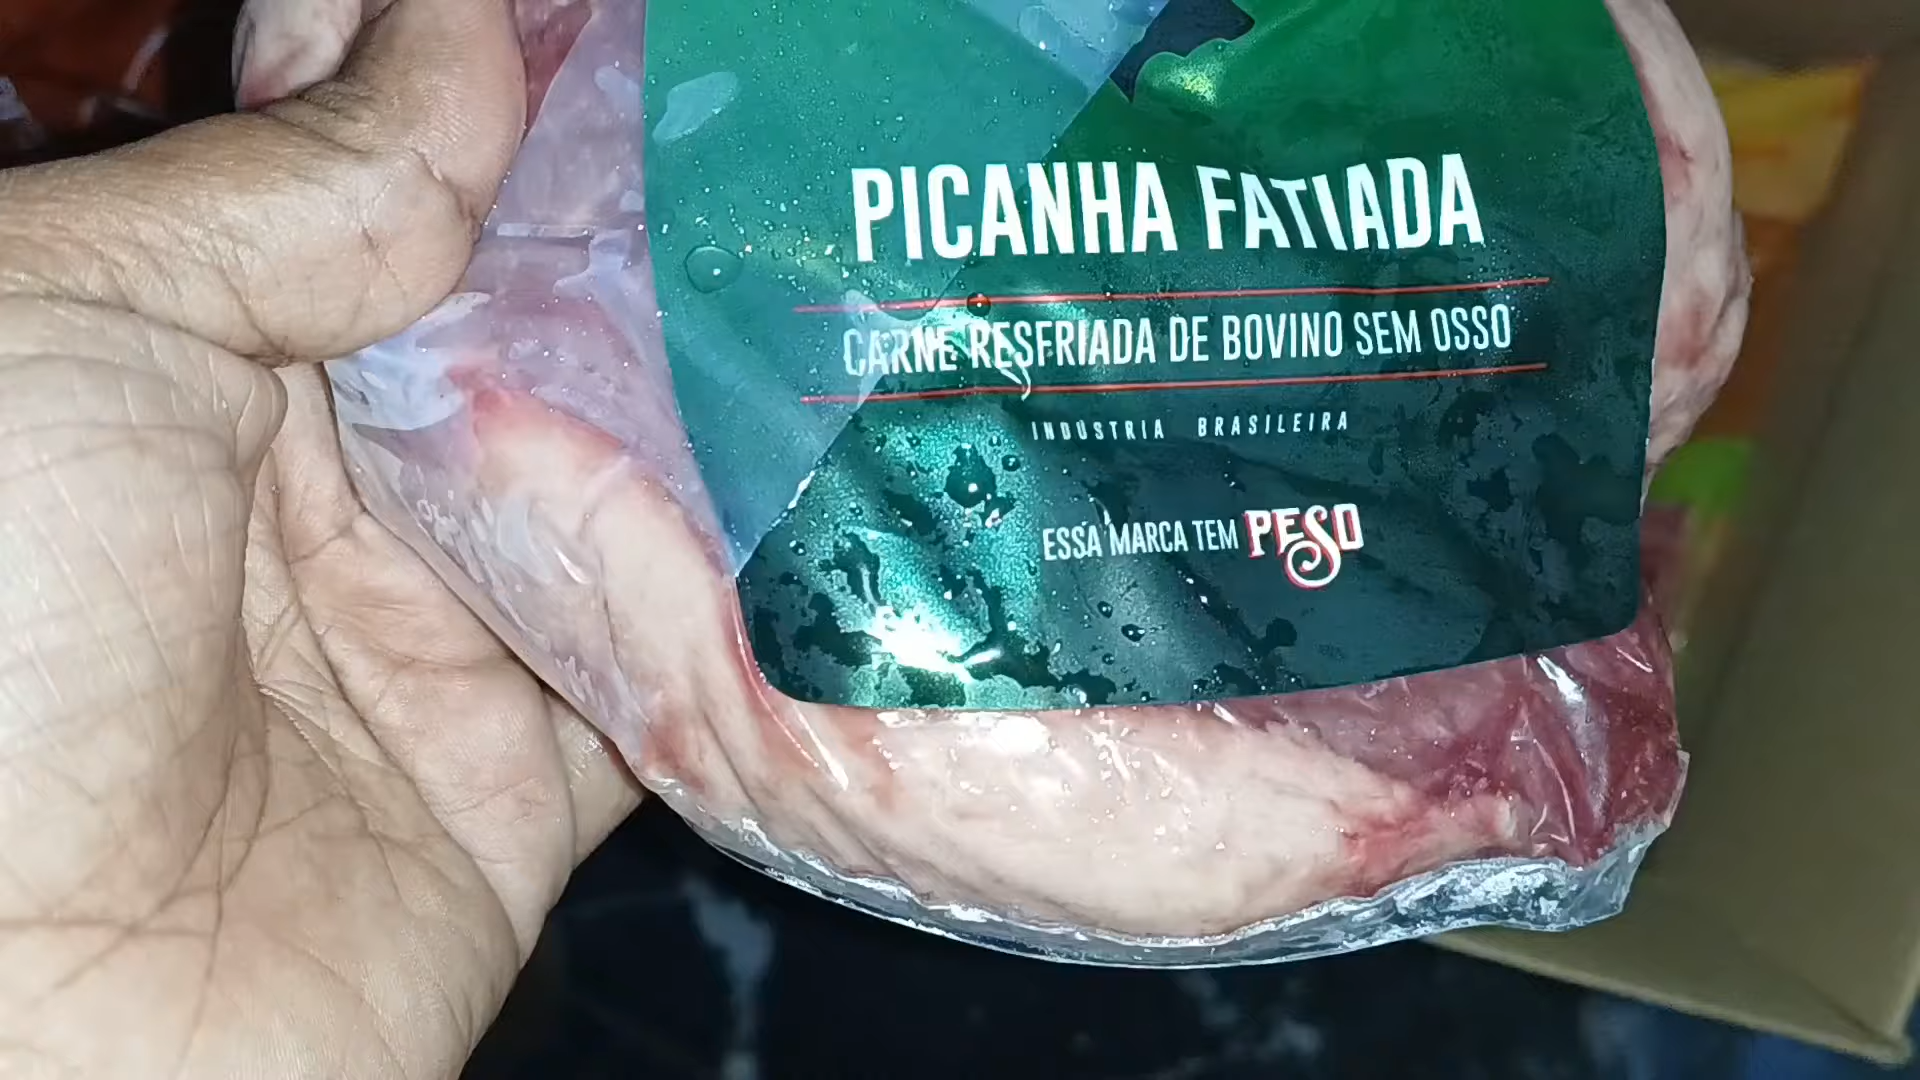 PICANHA FATIADA
CARNE RESFRIADA DE BOVINO SEM OSSO
INDÚSTRIA BRASILEIRA
ESSA MARCA TEM PESO